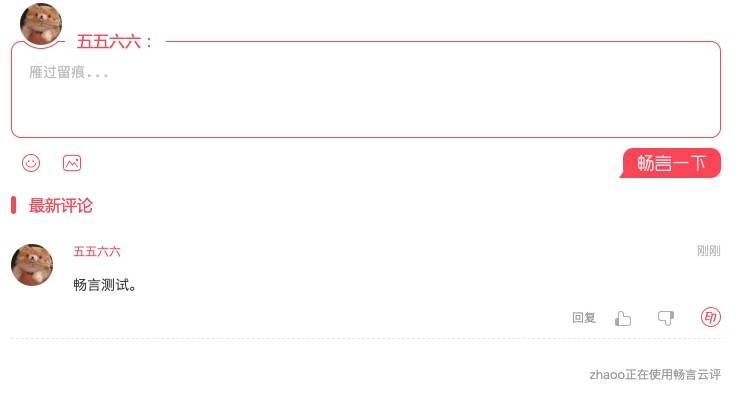 五五六六：
雁过留痕...
畅言一下
最新评论
五五六六 刚刚
畅言测试。
回复 印
zhaoo正在使用畅言云评